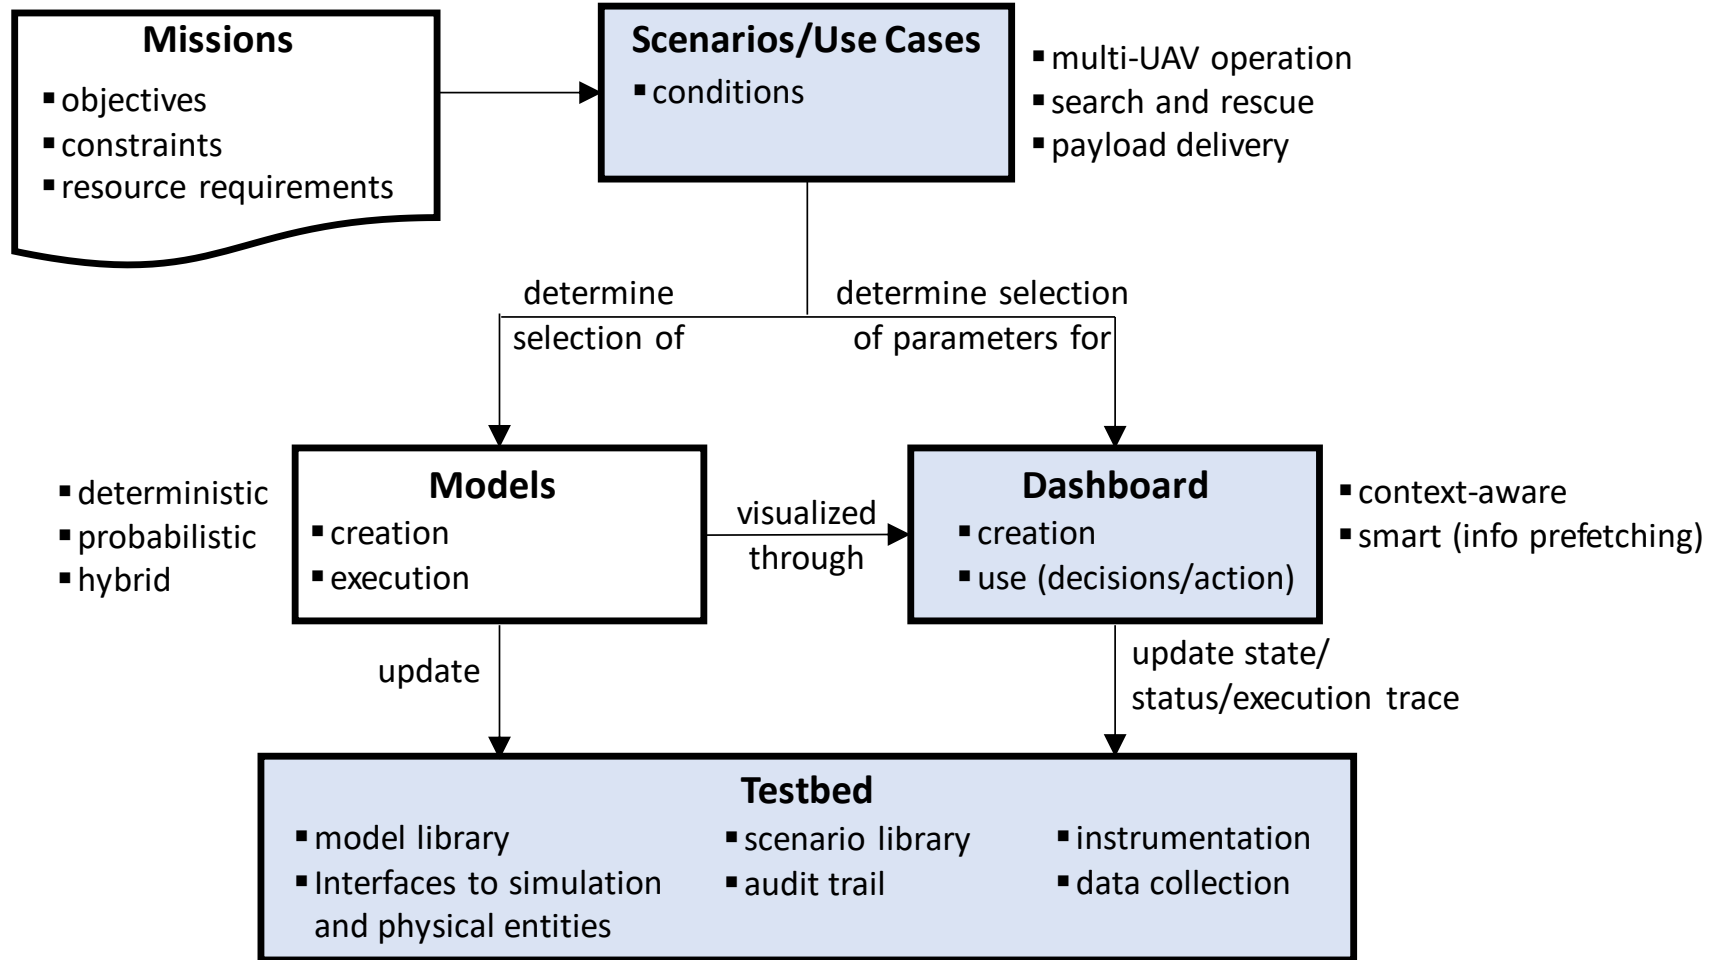 Missions
▪ objectives
▪ constraints
▪ resource requirements
Scenarios/Use Cases
▪ conditions
▪ multi-UAV operation
▪ search and rescue
▪ payload delivery
determine
selection of
determine selection
of parameters for
▪ deterministic
▪ probabilistic
▪ hybrid
Models
▪ creation
▪ execution
visualized
through
Dashboard
▪ creation
▪ use (decisions/action)
▪ context-aware
▪ smart (info prefetching)
update
update state/
status/execution trace
Testbed
▪ model library
▪ Interfaces to simulation
and physical entities
▪ scenario library
▪ audit trail
▪ instrumentation
▪ data collection